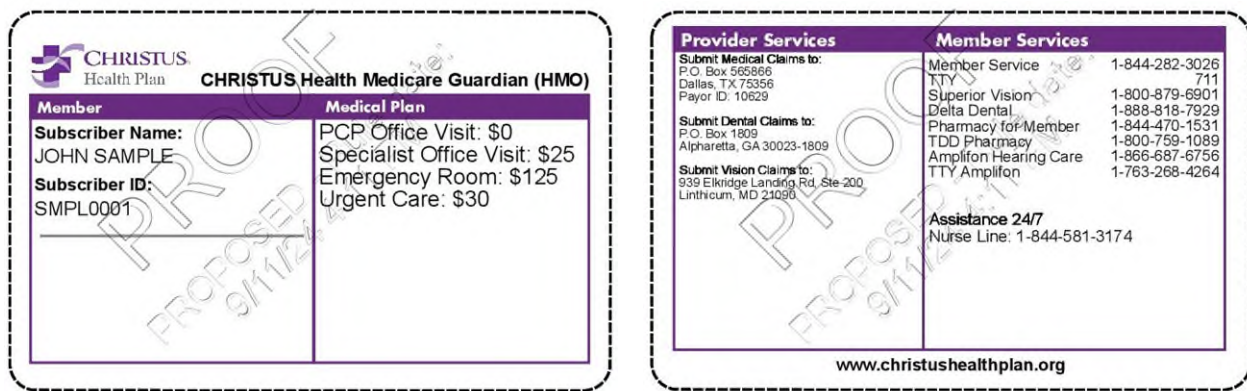 CHRISTUS
Health Plan
CHRISTUS Health Medicare Guardian (HMO)
Member
Subscriber Name:
JOHN SAMPLE
Subscriber ID:
SMPL0001
Medical Plan
PCP Office Visit: $0
Specialist Office Visit: $25
Emergency Room: $125
Urgent Care: $30
PROOF
PROPOSED
9/11/24
Provider Services
Submit Medical Claims to:
P.O. Box 565866
Dallas, TX 75356
Payor ID: 10629
Submit Dental Claims to:
P.O. Box 1809
Alpharetta, GA 30023-1809
Submit Vision Claims to:
939 Elkridge Landing Rd, Ste 200
Linthicum, MD 21090
Member Services
Member Service 1-844-282-3026
TTY 711
Superior Vision 1-800-879-6901
Delta Dental 1-888-818-7929
Pharmacy for Member 1-844-470-1531
TDD Pharmacy 1-800-759-1089
Amplifon Hearing Care 1-866-687-6756
TTY Amplifon 1-763-268-4264
Assistance 24/7
Nurse Line: 1-844-581-3174
PROOF
PROPOSED
9/11/24
www.christushealthplan.org